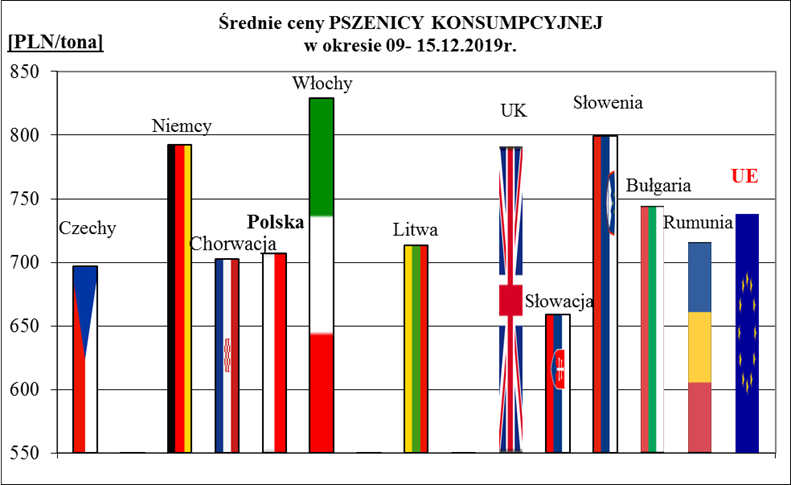 Średnie ceny PSZENICY KONSUMPCYJNEJ
w okresie 09- 15.12.2019r.
[PLN/tona]
850
800
750
700
650
600
550
Czechy
Niemcy
Chorwacja
Polska
Włochy
Litwa
UK
Słowacja
Słowenia
Bułgaria
Rumunia
UE